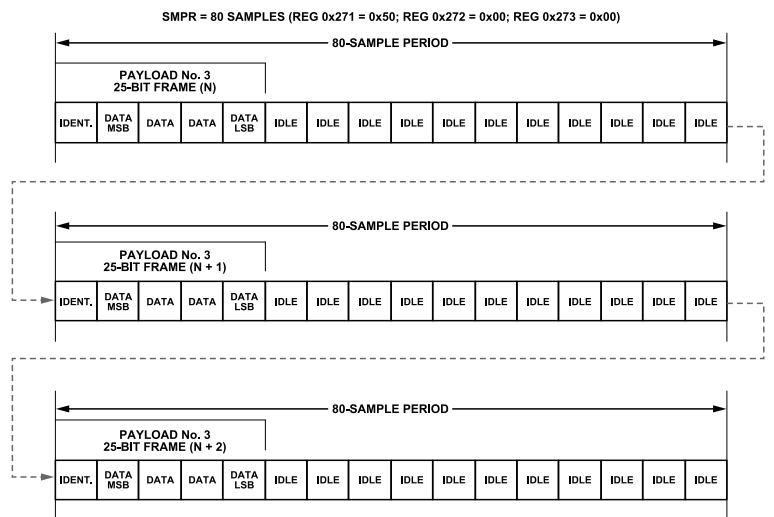 SMPR = 80 SAMPLES (REG 0x271 = 0x50; REG 0x272 = 0x00; REG 0x273 = 0x00)
80-SAMPLE PERIOD
PAYLOAD No. 3
25-BIT FRAME (N)
IDENT. DATA MSB DATA DATA DATA LSB IDLE IDLE IDLE IDLE IDLE IDLE IDLE IDLE IDLE IDLE IDLE
80-SAMPLE PERIOD
PAYLOAD No. 3
25-BIT FRAME (N + 1)
IDENT. DATA MSB DATA DATA DATA LSB IDLE IDLE IDLE IDLE IDLE IDLE IDLE IDLE IDLE IDLE IDLE
80-SAMPLE PERIOD
PAYLOAD No. 3
25-BIT FRAME (N + 2)
IDENT. DATA MSB DATA DATA DATA LSB IDLE IDLE IDLE IDLE IDLE IDLE IDLE IDLE IDLE IDLE IDLE